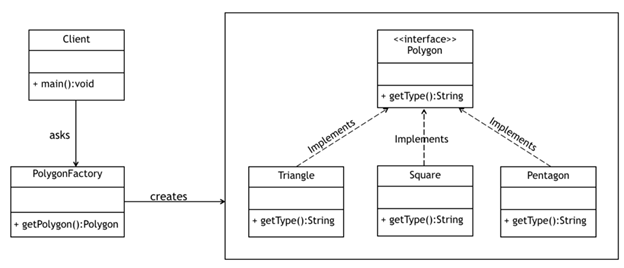 Client
+ main():void
asks
PolygonFactory
+ getPolygon():Polygon
creates
<<interface>>
Polygon
+ getType():String
Implements
Implements
Implements
Triangle
+ getType():String
Square
+ getType():String
Pentagon
+ getType():String